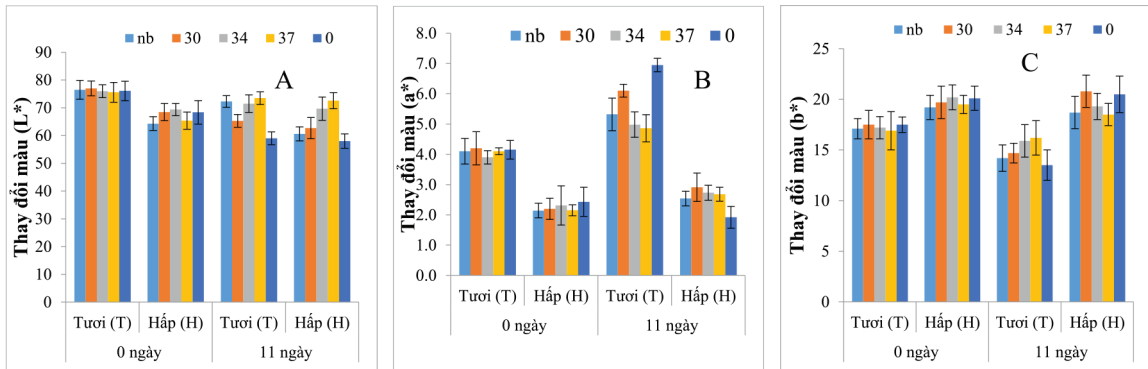 nb 30 34 37 0
A
Thay đổi màu (L*)
90
80
70
60
50
40
30
20
10
0
Tươi (T) Hấp (H) Tươi (T) Hấp (H)
0 ngày 11 ngày
nb 30 34 37 0
B
Thay đổi màu (a*)
8.0
7.0
6.0
5.0
4.0
3.0
2.0
1.0
0.0
Tươi (T) Hấp (H) Tươi (T) Hấp (H)
0 ngày 11 ngày
nb 30 34 37 0
C
Thay đổi màu (b*)
25
20
15
10
5
0
Tươi (T) Hấp (H) Tươi (T) Hấp (H)
0 ngày 11 ngày